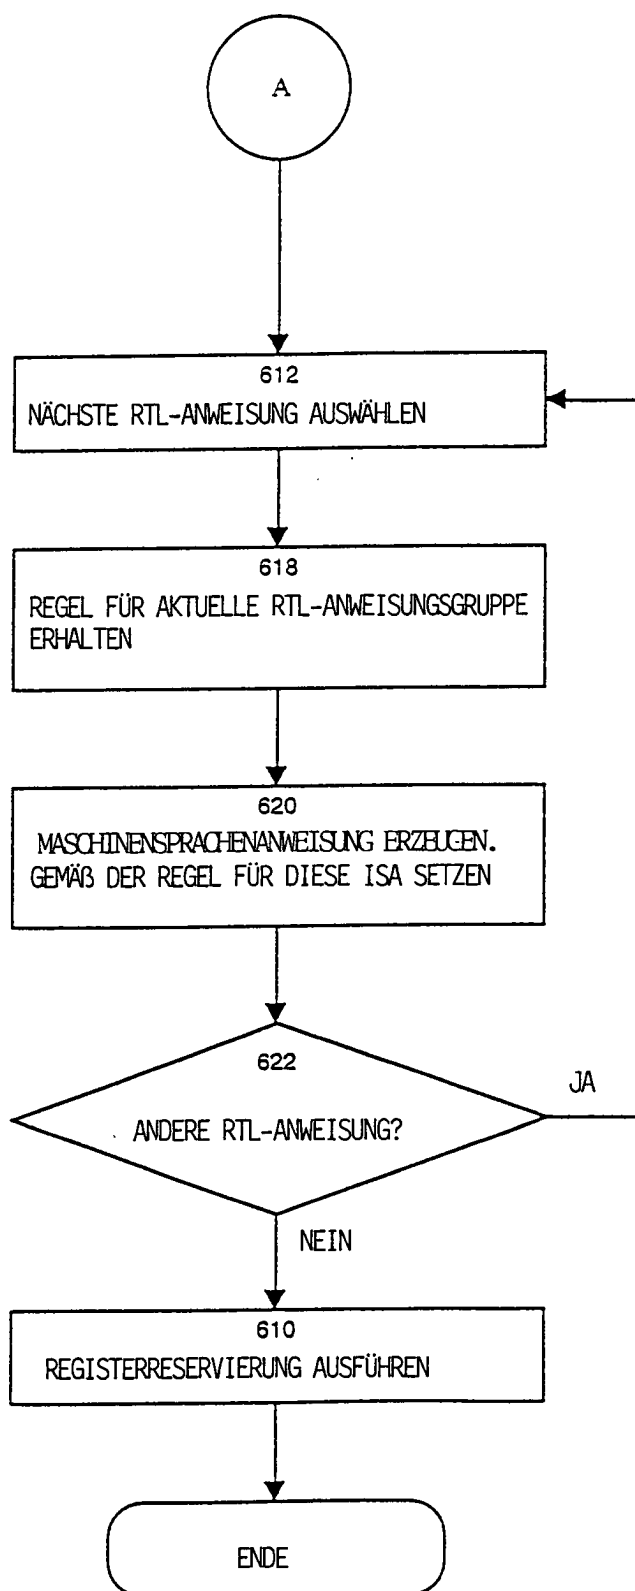 A
612
NÄCHSTE RTL-ANWEISUNG AUSWÄHLEN
618
REGEL FÜR AKTUELLE RTL-ANWEISUNGSGRUPPE
ERHALTEN
620
MASCHINENSPRACHENANWEISUNG ERZEUGEN.
GEMÄß DER REGEL FÜR DIESE ISA SETZEN
622
JA
ANDERE RTL-ANWEISUNG?
NEIN
610
REGISTERRESERVIERUNG AUSFÜHREN
ENDE